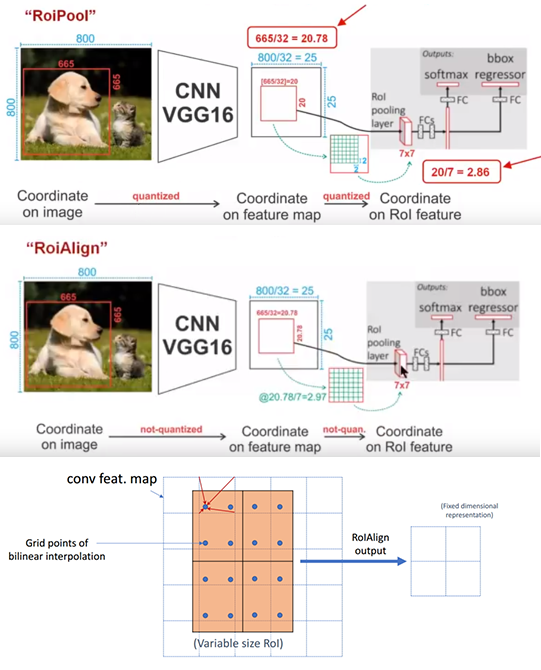 "RoiPool"
800
665/32 = 20.78
800/32 = 25
665
665
800
CNN
VGG16
[665/32]=20
20
25
2
2
RoI
pooling
layer
7x7
FCs
Outputs:
softmax
bbox
regressor
FC
FC
20/7 = 2.86
Coordinate
on image
quantized
Coordinate
on feature map
quantized
Coordinate
on RoI feature
"RoiAlign"
800
800/32 = 25
665
665
800
CNN
VGG16
665/32=20.78
20.78
25
@20.78/7=2.97
RoI
pooling
layer
7x7
FCs
Outputs:
softmax
bbox
regressor
FC
FC
Coordinate
on image
not-quantized
Coordinate
on feature map
not-quan.
Coordinate
on RoI feature
conv feat. map
Grid points of
bilinear interpolation
(Variable size RoI)
RoIAlign
output
(Fixed dimensional
representation)